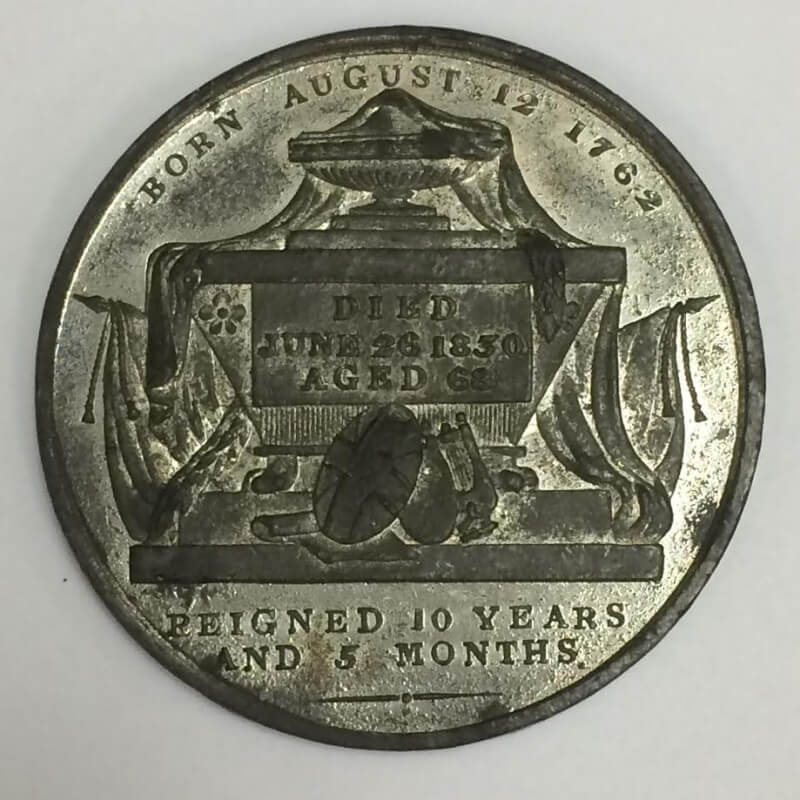 BORN AUGUST 12 1762
DIED
JUNE 26 1830
AGED 68
REIGNED 10 YEARS
AND 5 MONTHS.